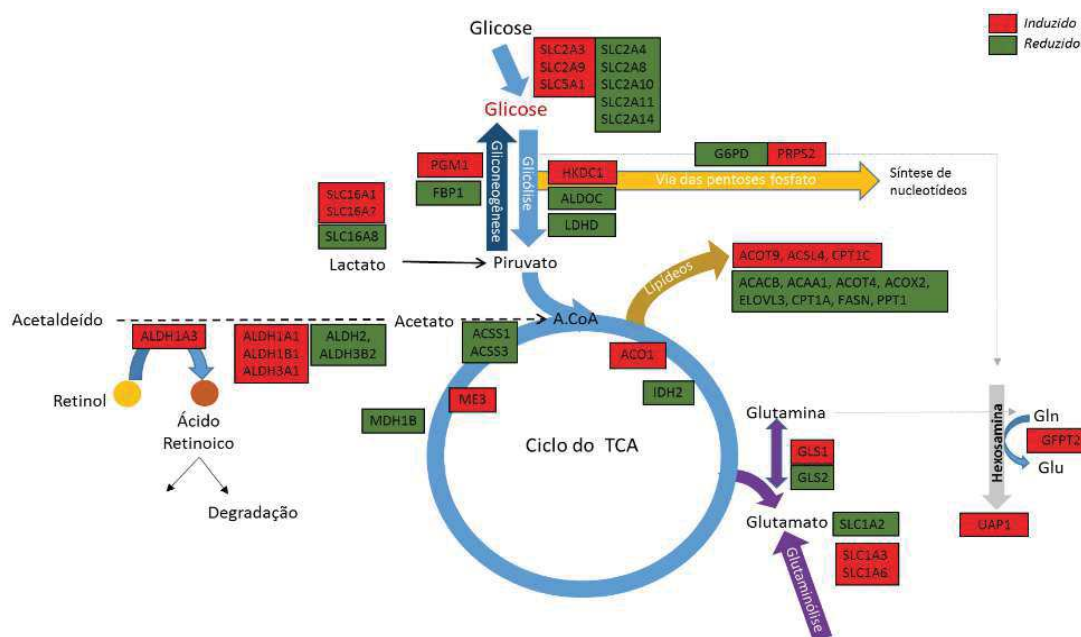 Induzido
Reduzido
Glicose
SLC2A3
SLC2A9
SLC5A1
SLC2A4
SLC2A8
SLC2A10
SLC2A11
SLC2A14
Glicose
Gliconeogênese
Glicólise
PGM1
FBP1
HKDC1
ALDOC
LDHD
G6PD
PRPS2
Via das pentoses fosfato
Síntese de
nucleotídeos
SLC16A1
SLC16A7
SLC16A8
Lactato
Piruvato
Lipídeos
ACOT9, ACSL4, CPT1C
ACACB, ACAA1, ACOT4, ACOX2,
ELOVL3, CPT1A, FASN, PPT1
Acetaldeído
Acetato
A.CoA
ALDH1A3
ALDH1A1
ALDH1B1
ALDH3A1
ALDH2,
ALDH3B2
ACSS1
ACSS3
ACO1
IDH2
ME3
MDH1B
Retinol
Ácido
Retinoico
Degradação
Ciclo do TCA
Glutamina
GLS1
GLS2
Glutamato
SLC1A2
SLC1A3
SLC1A6
Glutaminólise
Hexosamina
Gln
GFPT2
Glu
UAP1